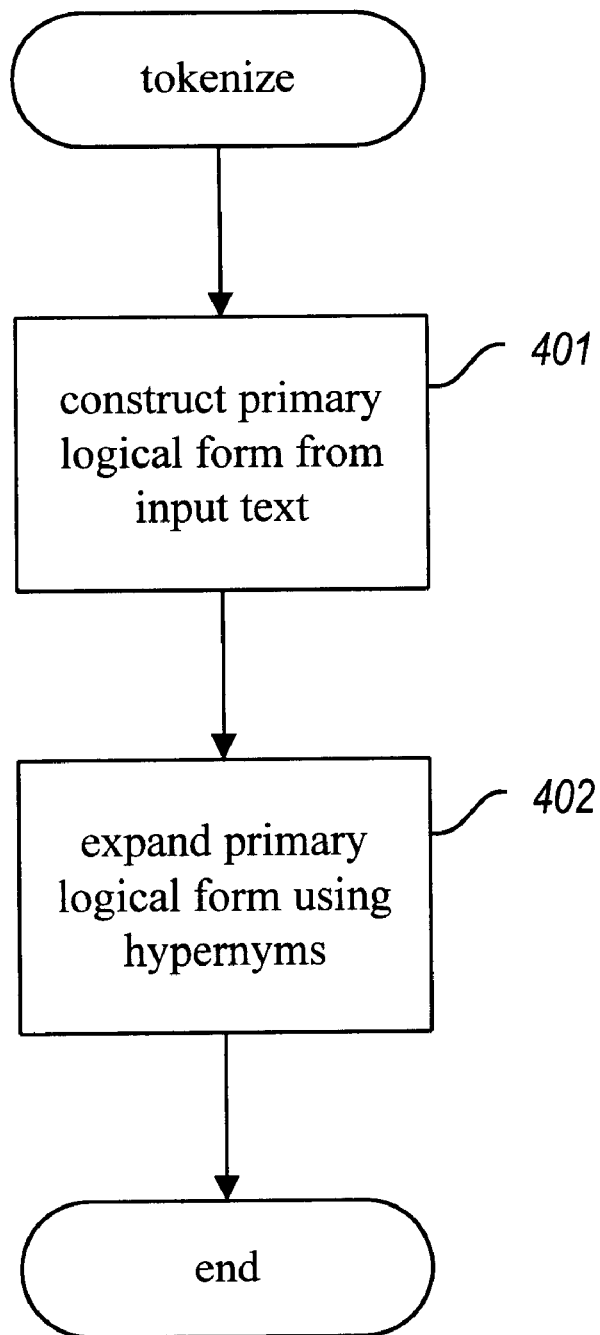 tokenize
401
construct primary
logical form from
input text
402
expand primary
logical form using
hypernyms
end